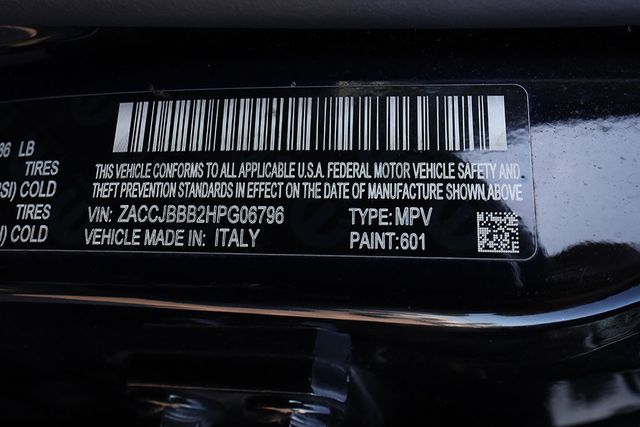 36 LB
TIRES
SI) COLD
TIRES
I) COLD
THIS VEHICLE CONFORMS TO ALL APPLICABLE U.S.A. FEDERAL MOTOR VEHICLE SAFETY AND
THEFT PREVENTION STANDARDS IN EFFECT ON THE DATE OF MANUFACTURE SHOWN ABOVE
VIN: ZACCJBBB2HPG06796 TYPE: MPV
VEHICLE MADE IN: ITALY PAINT:601